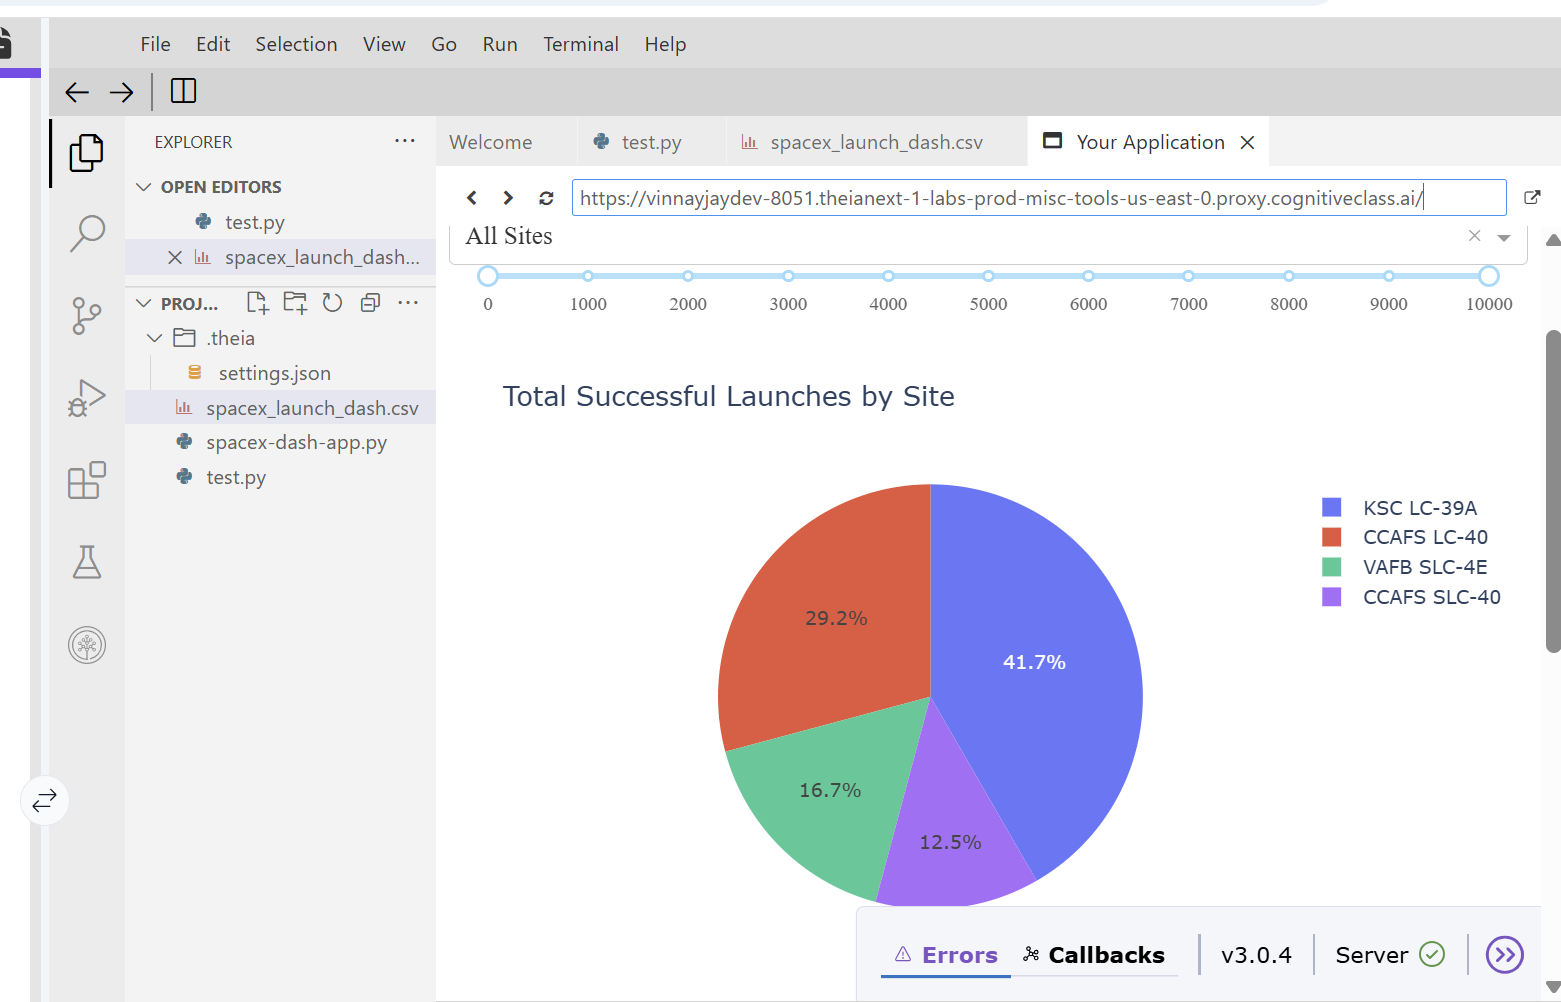 File Edit Selection View Go Run Terminal Help
EXPLORER ...
Welcome test.py spacex_launch_dash.csv Your Application
OPEN EDITORS
test.py
spacex_launch_dash...
PROJ... ...
.theia
settings.json
spacex_launch_dash.csv
spacex-dash-app.py
test.py
https://vinnayjaydev-8051.theianext-1-labs-prod-misc-tools-us-east-0.proxy.cognitiveclass.ai/
All Sites
0 1000 2000 3000 4000 5000 6000 7000 8000 9000 10000
Total Successful Launches by Site
29.2%
41.7%
16.7%
12.5%
KSC LC-39A
CCAFS LC-40
VAFB SLC-4E
CCAFS SLC-40
Errors Callbacks v3.0.4 Server